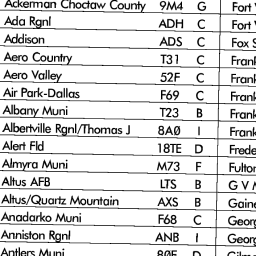 Ackerman Choctaw County 9M4 G Fort
Ada Rgnl ADH C Fort
Addison ADS C Fox
Aero Country T31 C Frank
Aero Valley 52F C Frank
Air Park-Dallas F69 C Frank
Albany Muni T23 B Frank
Albertville Rgnl/Thomas J 8A0 I Frank
Alert Fld 18TE D Frede
Almyra Muni M73 F Fulton
Altus AFB LTS B G V
Altus/Quartz Mountain AXS B Gaine
Anadarko Muni F68 C Georg
Anniston Rgnl ANB I Georg
Antlers Muni 80F D